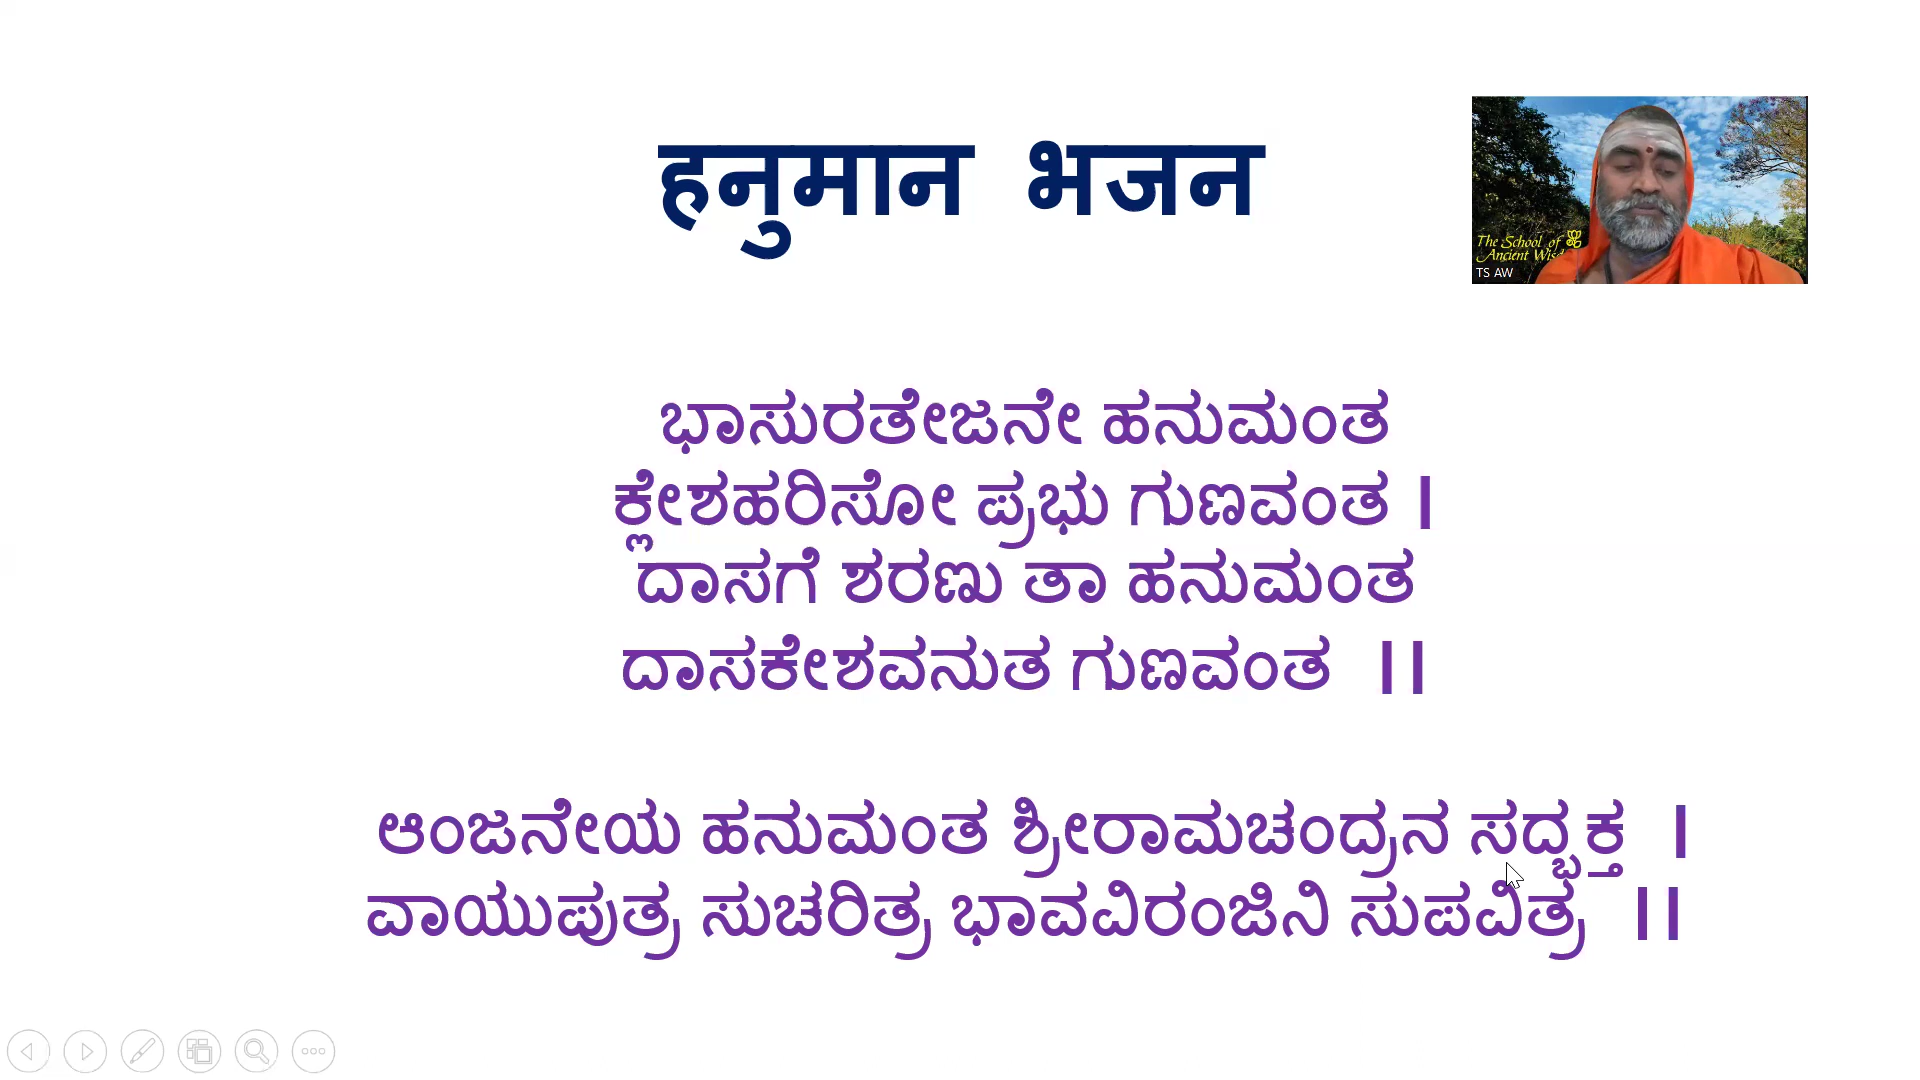 हनुमान भजन
The School of
Ancient Wisd
TS AW
ಭಾಸುರತೇಜನೇ ಹನುಮಂತ
ಕ್ಲೇಶಹರಿಸೋ ಪ್ರಭು ಗುಣವಂತ |
ದಾಸಗೆ ಶರಣು ತಾ ಹನುಮಂತ
ದಾಸಕೇಶವನುತ ಗುಣವಂತ ||
ಆಂಜನೇಯ ಹನುಮಂತ ಶ್ರೀರಾಮಚಂದ್ರನ ಸದ್ಭಕ್ತ |
ವಾಯುಪುತ್ರ ಸುಚರಿತ್ರ ಭಾವವಿರಂಜಿನಿ ಸುಪವಿತ್ರ ||